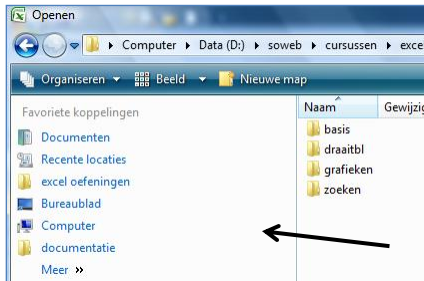 Openen
Computer Data (D:) soweb cursussen exce
Organiseren Beeld Nieuwe map
Favoriete koppelingen
Documenten
Recente locaties
excel oefeningen
Bureaublad
Computer
documentatie
Meer »
Naam Gewijzig
basis
draaitbl
grafieken
zoeken